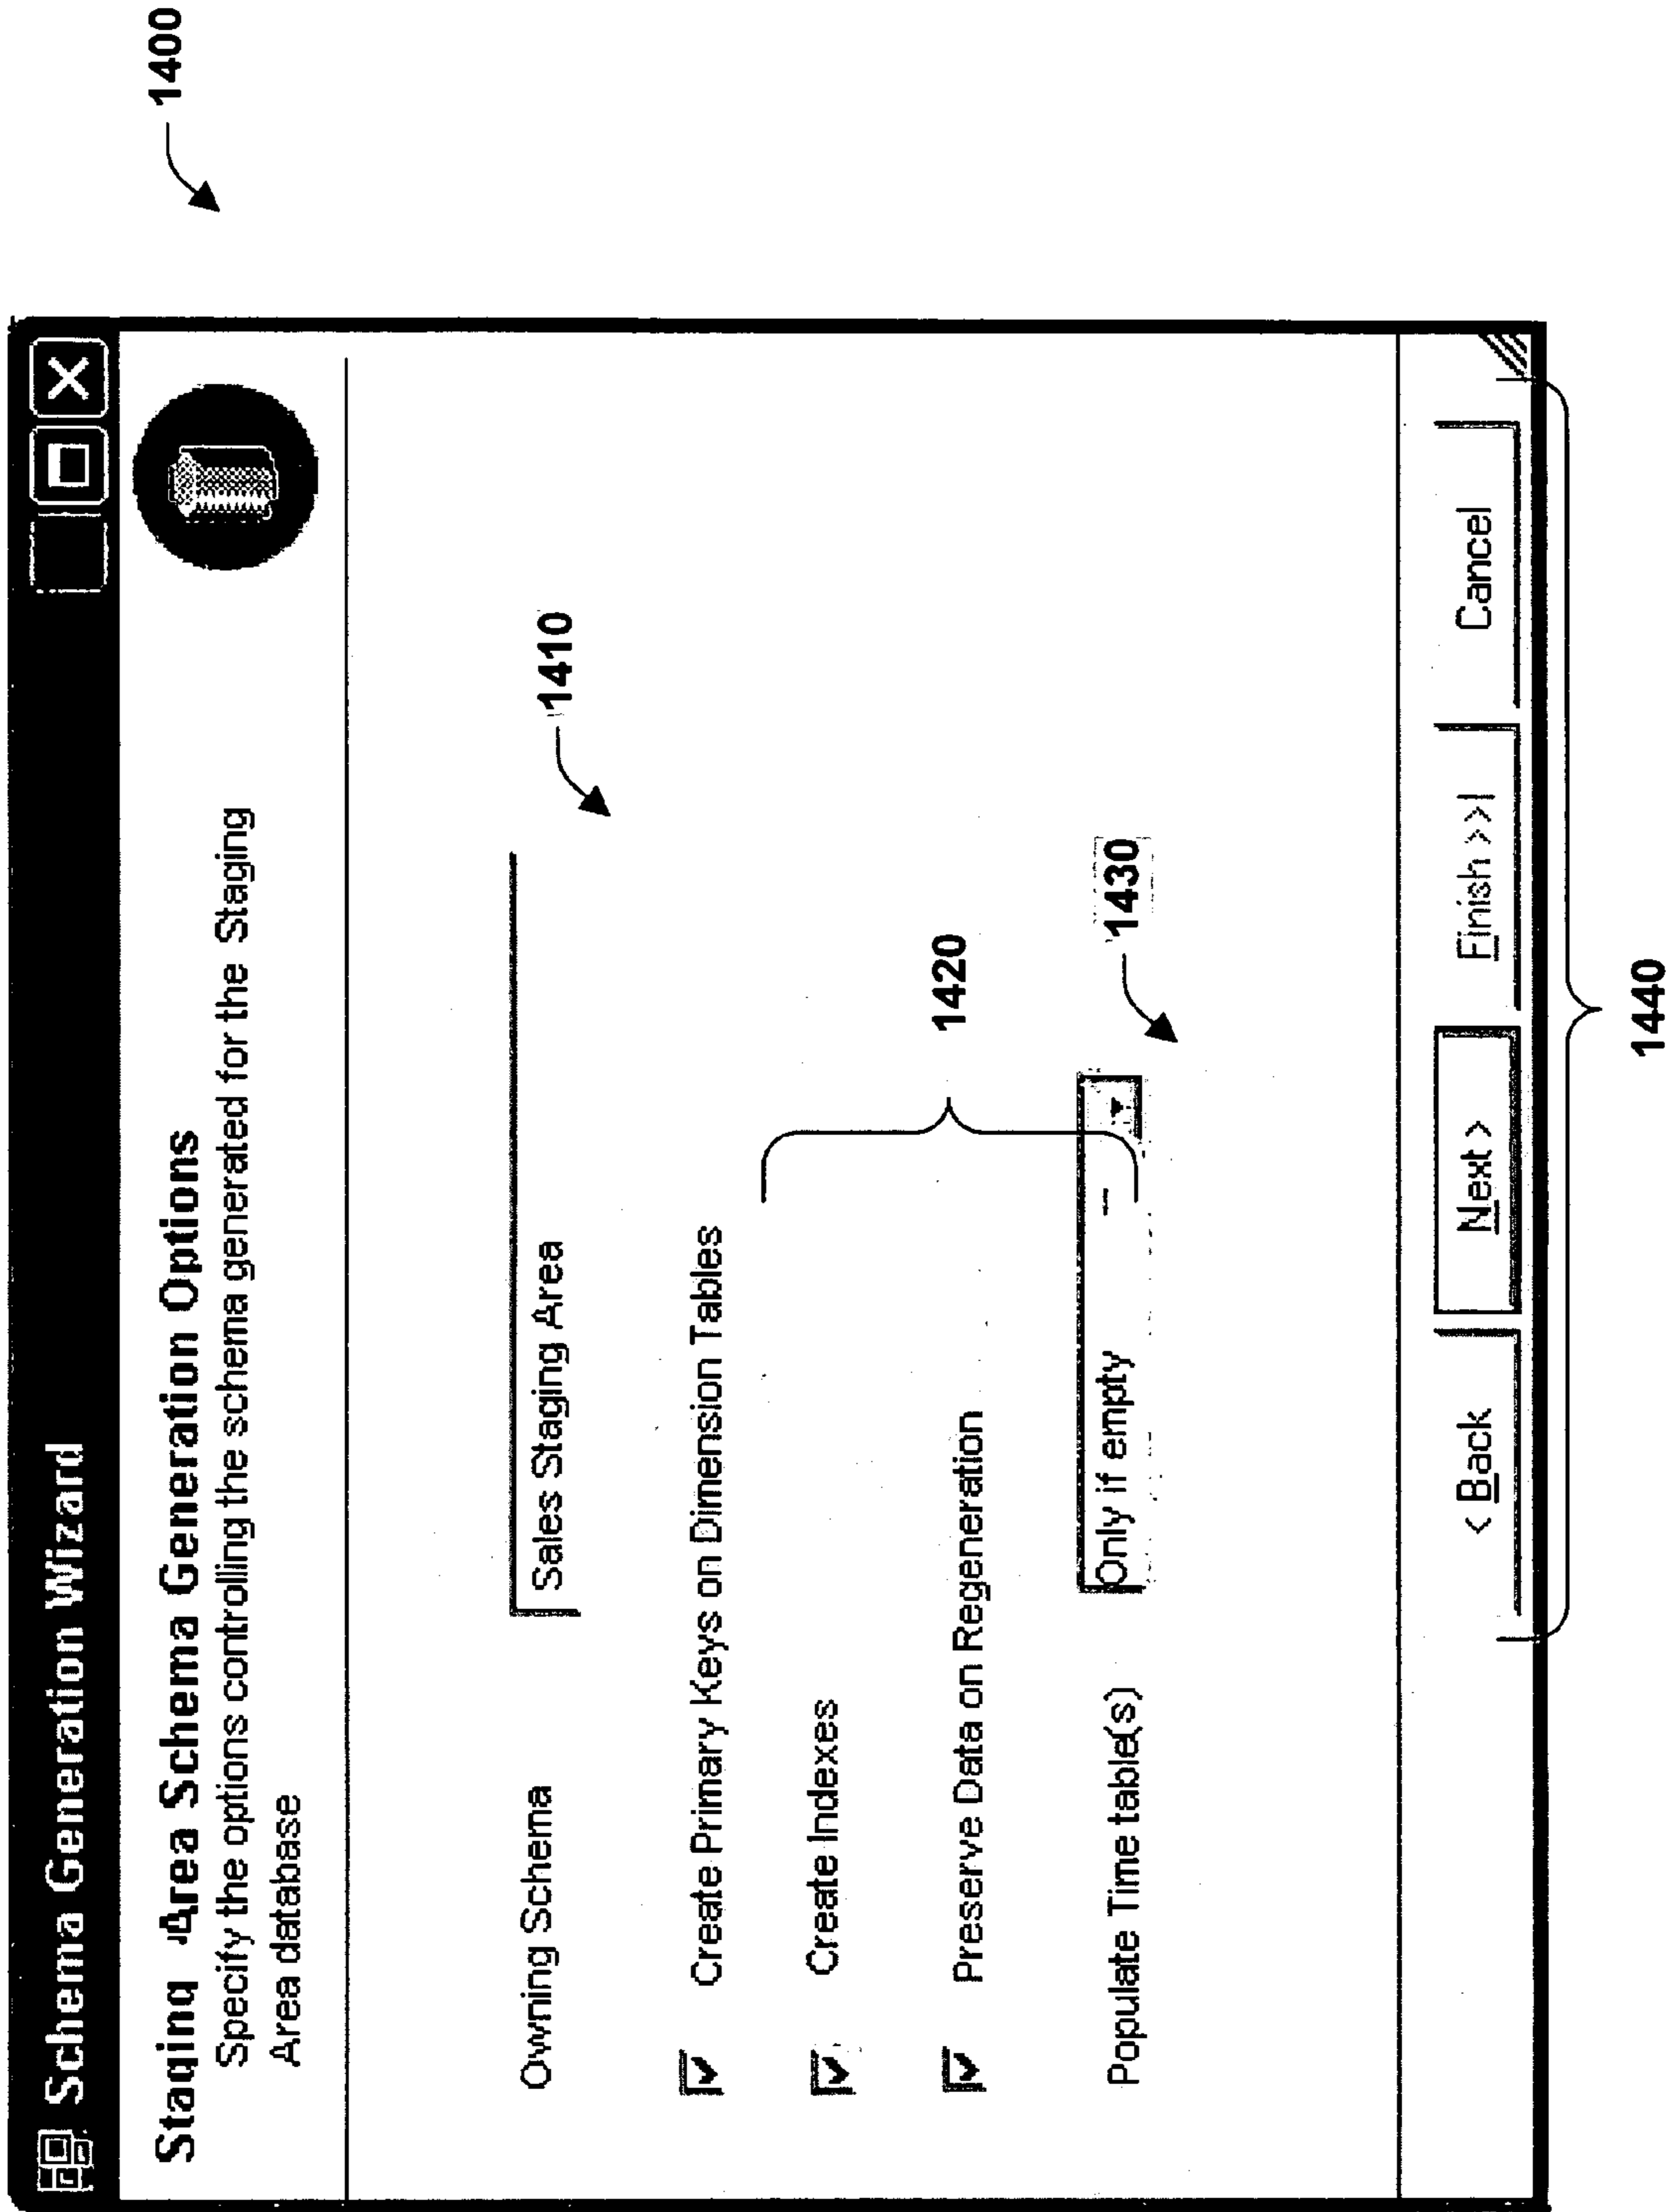 1400
Schema Generation Wizard
Staging Area Schema Generation Options
Specify the options controlling the schema generated for the Staging
Area database
Owning Schema
Sales Staging Area
1410
Create Primary Keys on Dimension Tables
Create Indexes
1420
Preserve Data on Regeneration
Populate Time table(s)
Only if empty
1430
< Back
Next >
Finish >>|
Cancel
1440